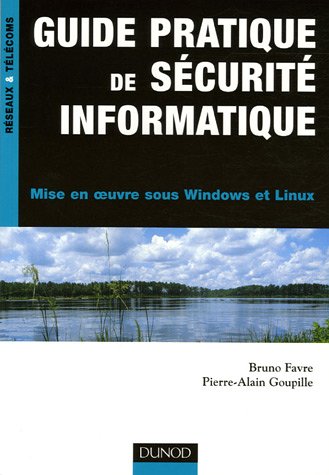 RÉSEAUX & TÉLÉCOMS
GUIDE PRATIQUE
DE SÉCURITÉ
INFORMATIQUE
Mise en œuvre sous Windows et Linux
Bruno Favre
Pierre-Alain Goupille
DUNOD